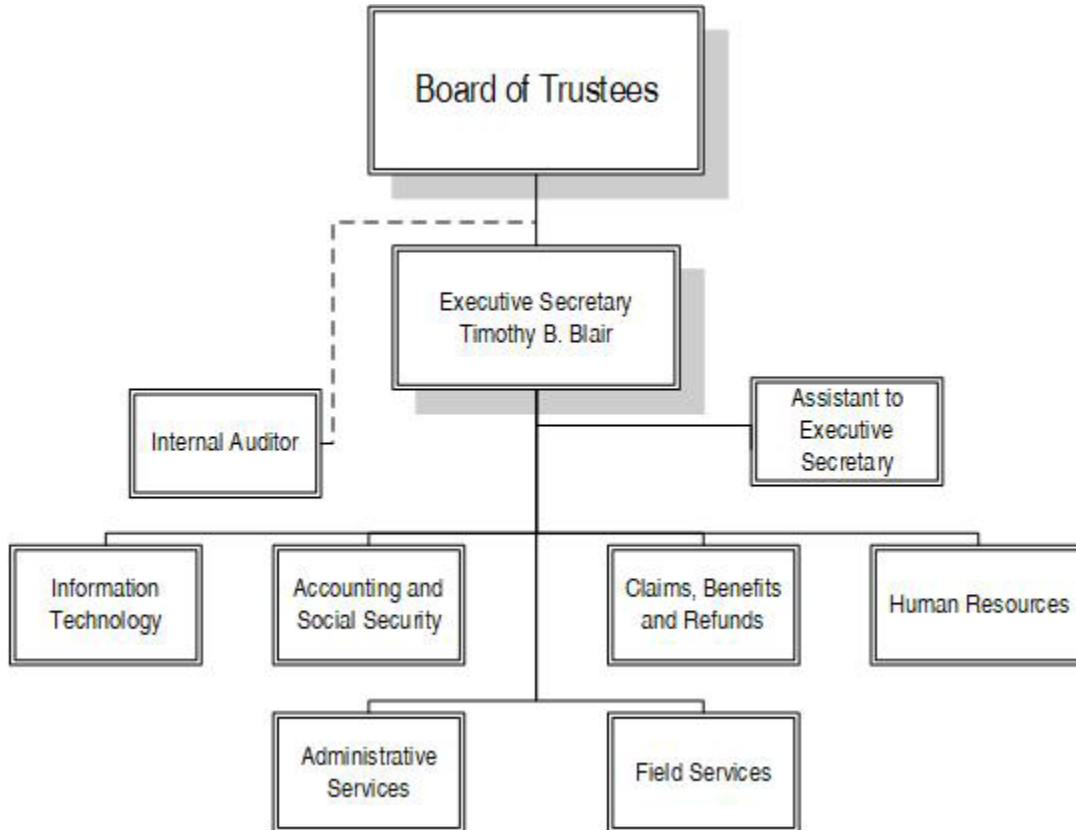 Board of Trustees
Executive Secretary
Timothy B. Blair
Internal Auditor
Assistant to
Executive
Secretary
Information
Technology
Accounting and
Social Security
Claims, Benefits
and Refunds
Human Resources
Administrative
Services
Field Services